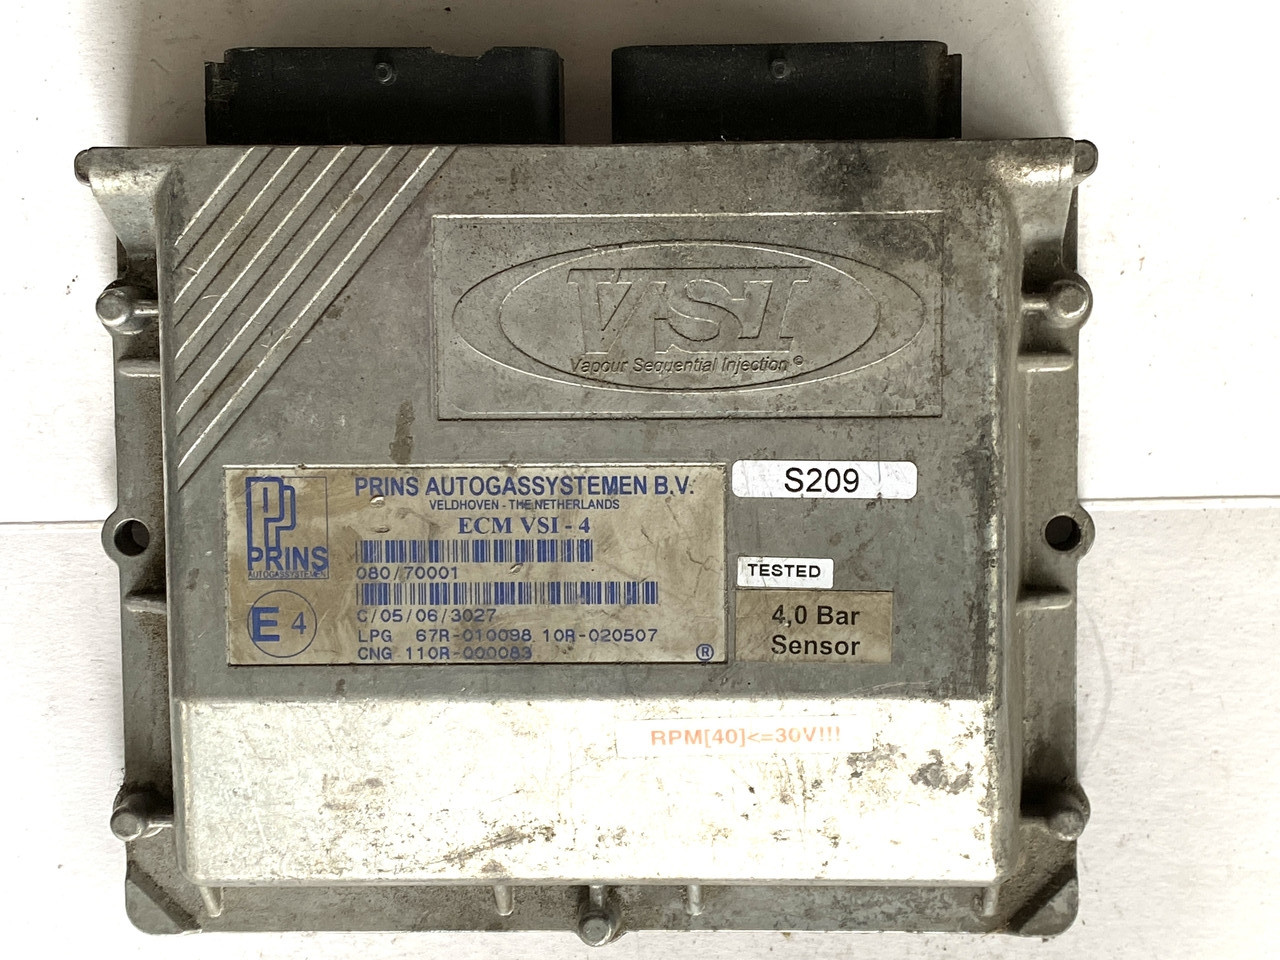 VSI
Vapour Sequential Injection ©
PRINS AUTOGASSYSTEMEN B.V.
VELDHOVEN - THE NETHERLANDS
ECM VSI - 4
PRINS
AUTOGASSYSTEMEN
080/70001
C/05/06/3027
E 4
LPG 67R-010098 10R-020507
CNG 110R-000083
®
S209
TESTED
4,0 Bar
Sensor
RPM[40]<=30V!!!